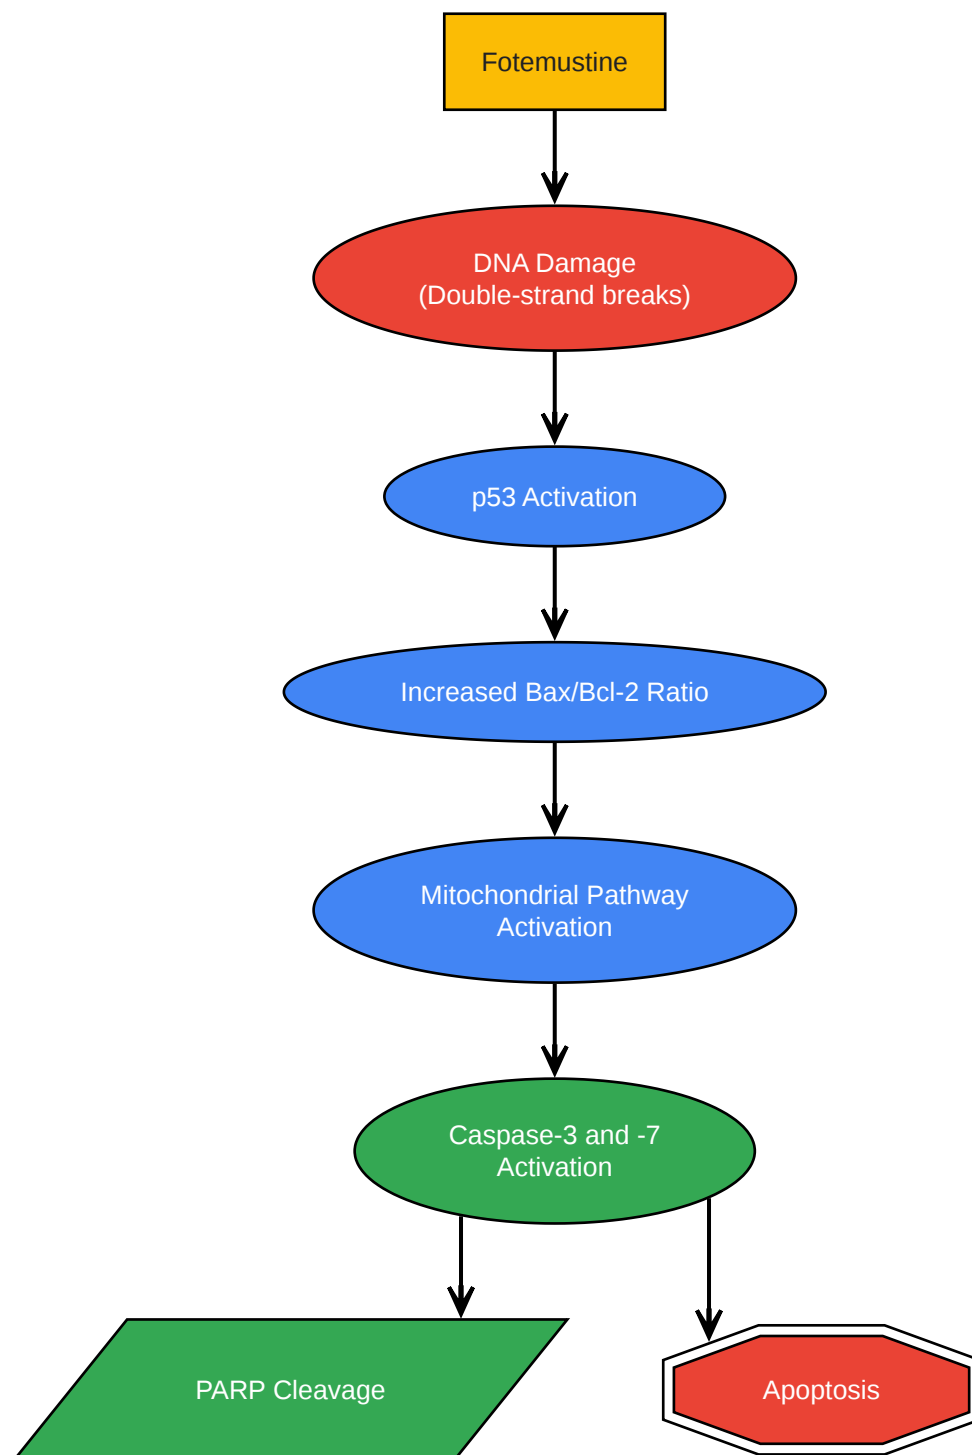 Fotemustine
DNA Damage
(Double-strand breaks)
p53 Activation
Increased Bax/Bcl-2 Ratio
Mitochondrial Pathway
Activation
Caspase-3 and -7
Activation
PARP Cleavage
Apoptosis